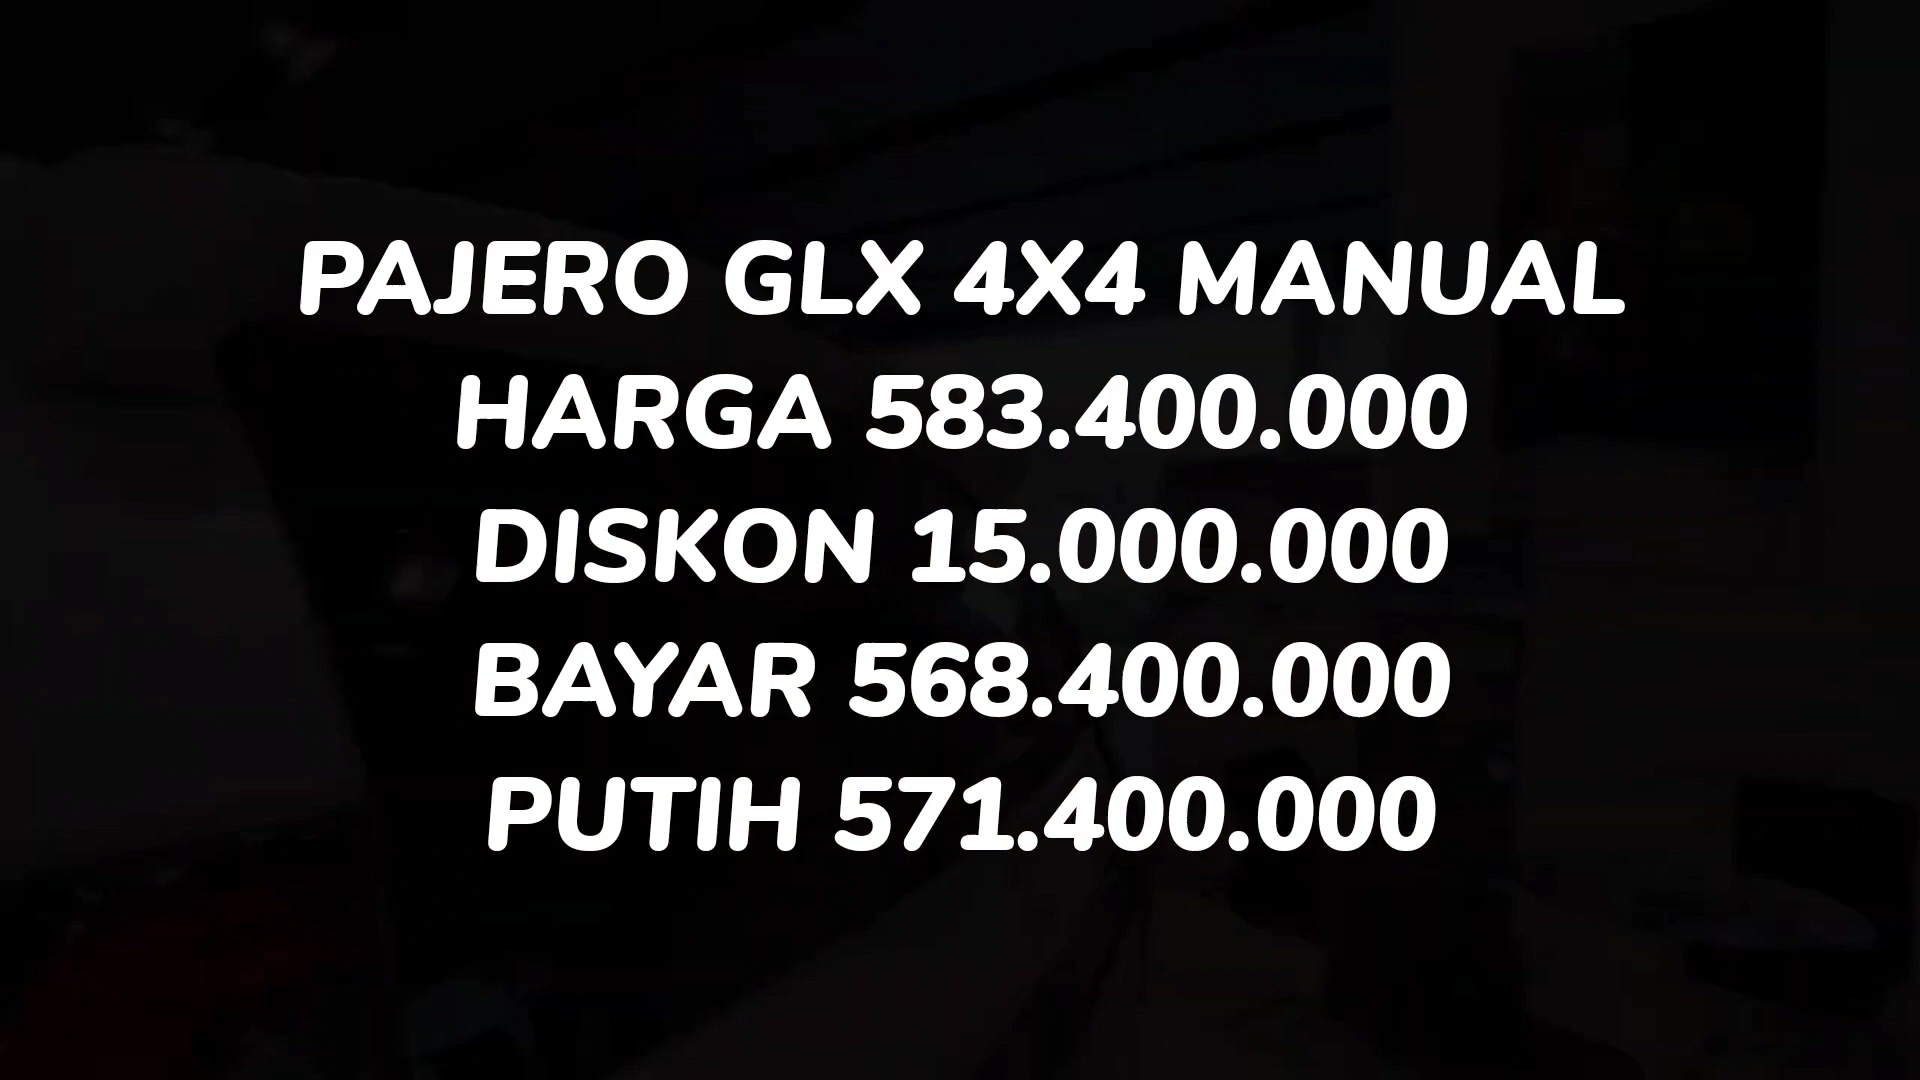 PAJERO GLX 4X4 MANUAL
HARGA 583.400.000
DISKON 15.000.000
BAYAR 568.400.000
PUTIH 571.400.000